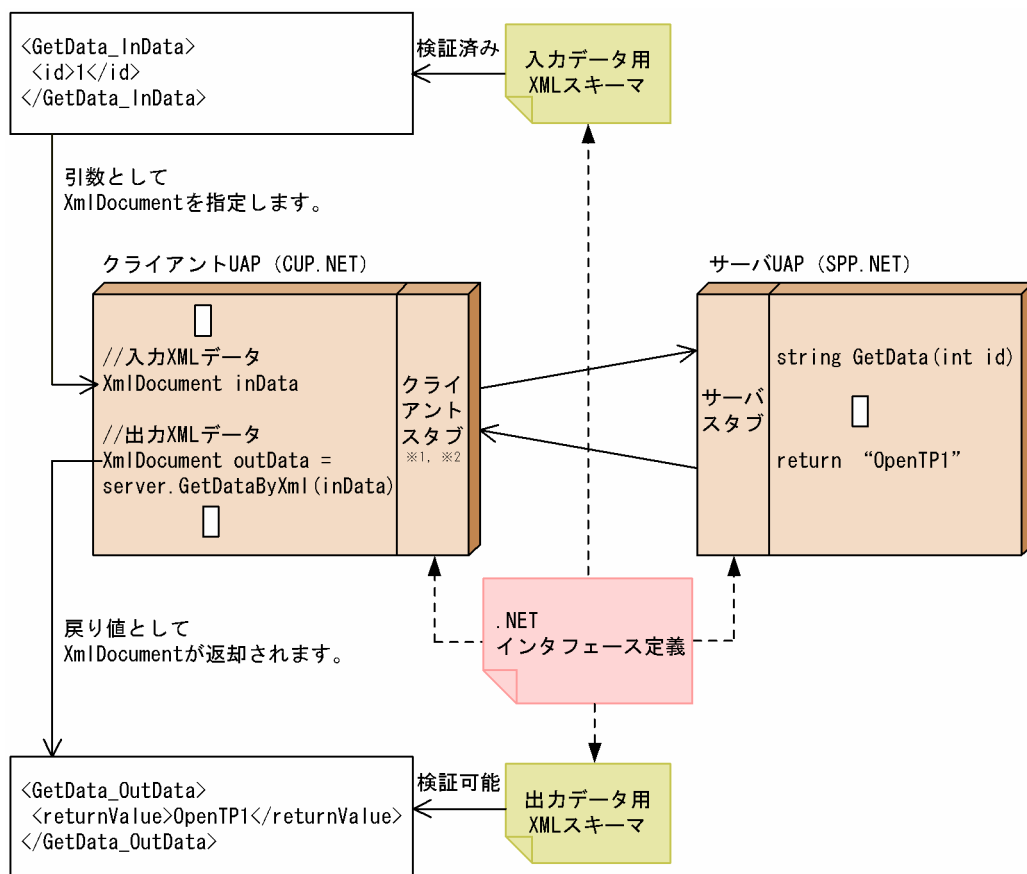 <GetData_InData>
<id>1</id>
</GetData_InData>
検証済み
入力データ用
XMLスキーマ
引数として
XmlDocumentを指定します。
クライアントUAP（CUP.NET）
//入力XMLデータ
XmlDocument inData
//出力XMLデータ
XmlDocument outData =
server.GetDataByXml(inData)
クライ
アント
スタブ
※1, ※2
サーバUAP（SPP.NET）
サーバ
スタブ
string GetData(int id)
return “OpenTP1”
.NET
インタフェース定義
戻り値として
XmlDocumentが返却されます。
<GetData_OutData>
<returnValue>OpenTP1</returnValue>
</GetData_OutData>
検証可能
出力データ用
XMLスキーマ